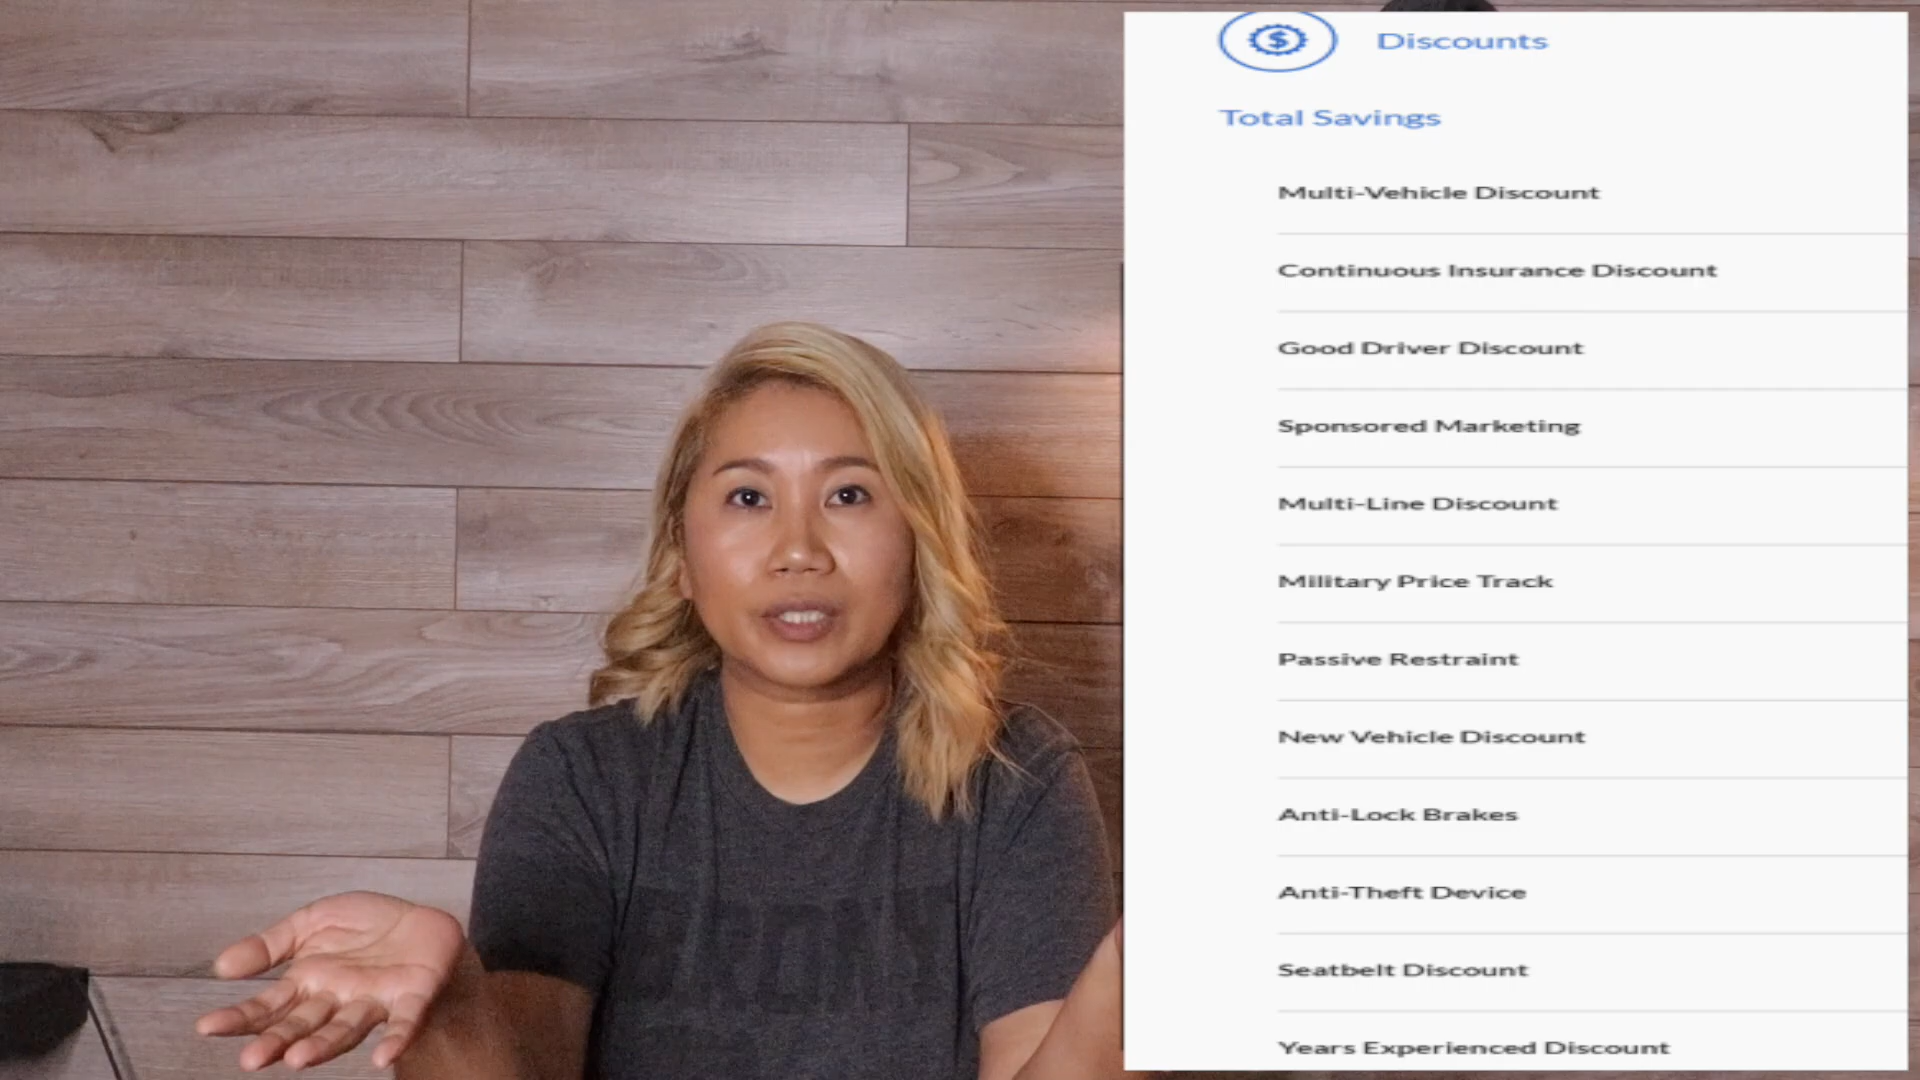 Discounts
Total Savings
Multi-Vehicle Discount
Continuous Insurance Discount
Good Driver Discount
Sponsored Marketing
Multi-Line Discount
Military Price Track
Passive Restraint
New Vehicle Discount
Anti-Lock Brakes
Anti-Theft Device
Seatbelt Discount
Years Experienced Discount